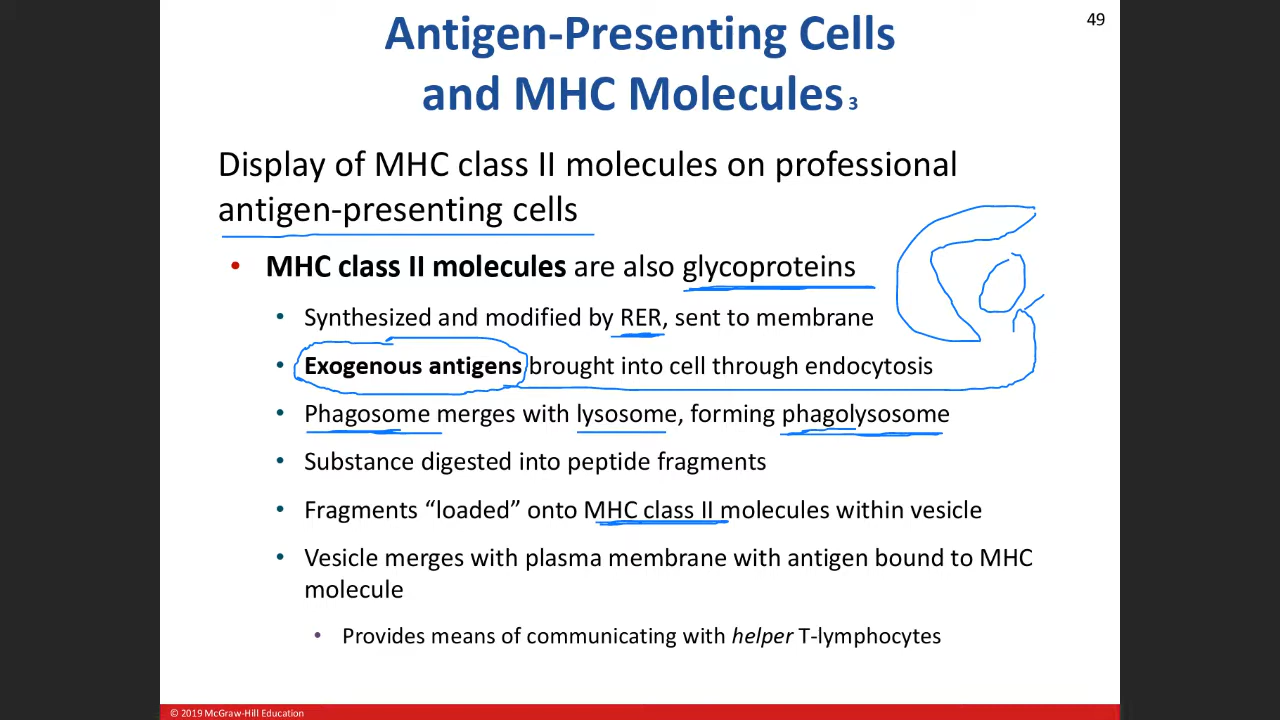 49
Antigen-Presenting Cells
and MHC Molecules 3
Display of MHC class II molecules on professional
antigen-presenting cells
• MHC class II molecules are also glycoproteins
• Synthesized and modified by RER, sent to membrane
• Exogenous antigens brought into cell through endocytosis
• Phagosome merges with lysosome, forming phagolysosome
• Substance digested into peptide fragments
• Fragments “loaded” onto MHC class II molecules within vesicle
• Vesicle merges with plasma membrane with antigen bound to MHC
molecule
• Provides means of communicating with helper T-lymphocytes
© 2019 McGraw-Hill Education